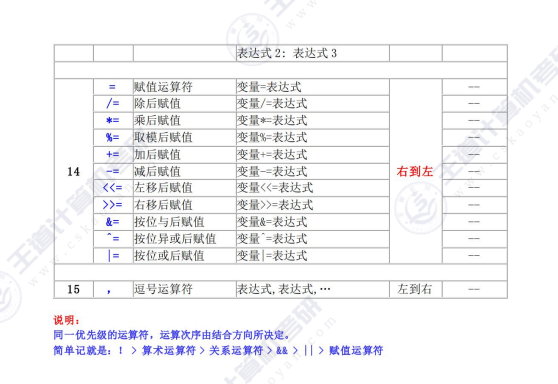 表达式 2: 表达式 3
= 赋值运算符 变量=表达式 --
/= 除后赋值 变量/=表达式 --
*= 乘后赋值 变量*=表达式 --
%= 取模后赋值 变量%=表达式 --
+= 加后赋值 变量+=表达式 --
14 -= 减后赋值 变量-=表达式 右到左 --
<<= 左移后赋值 变量<<=表达式 --
>>= 右移后赋值 变量>>=表达式 --
&= 按位与后赋值 变量&=表达式 --
^= 按位异或后赋值 变量^=表达式 --
|= 按位或后赋值 变量|=表达式 --
15 , 逗号运算符 表达式,表达式,… 左到右 --
说明:
同一优先级的运算符，运算次序由结合方向所决定。
简单记就是：！ > 算术运算符 > 关系运算符 > && > || > 赋值运算符